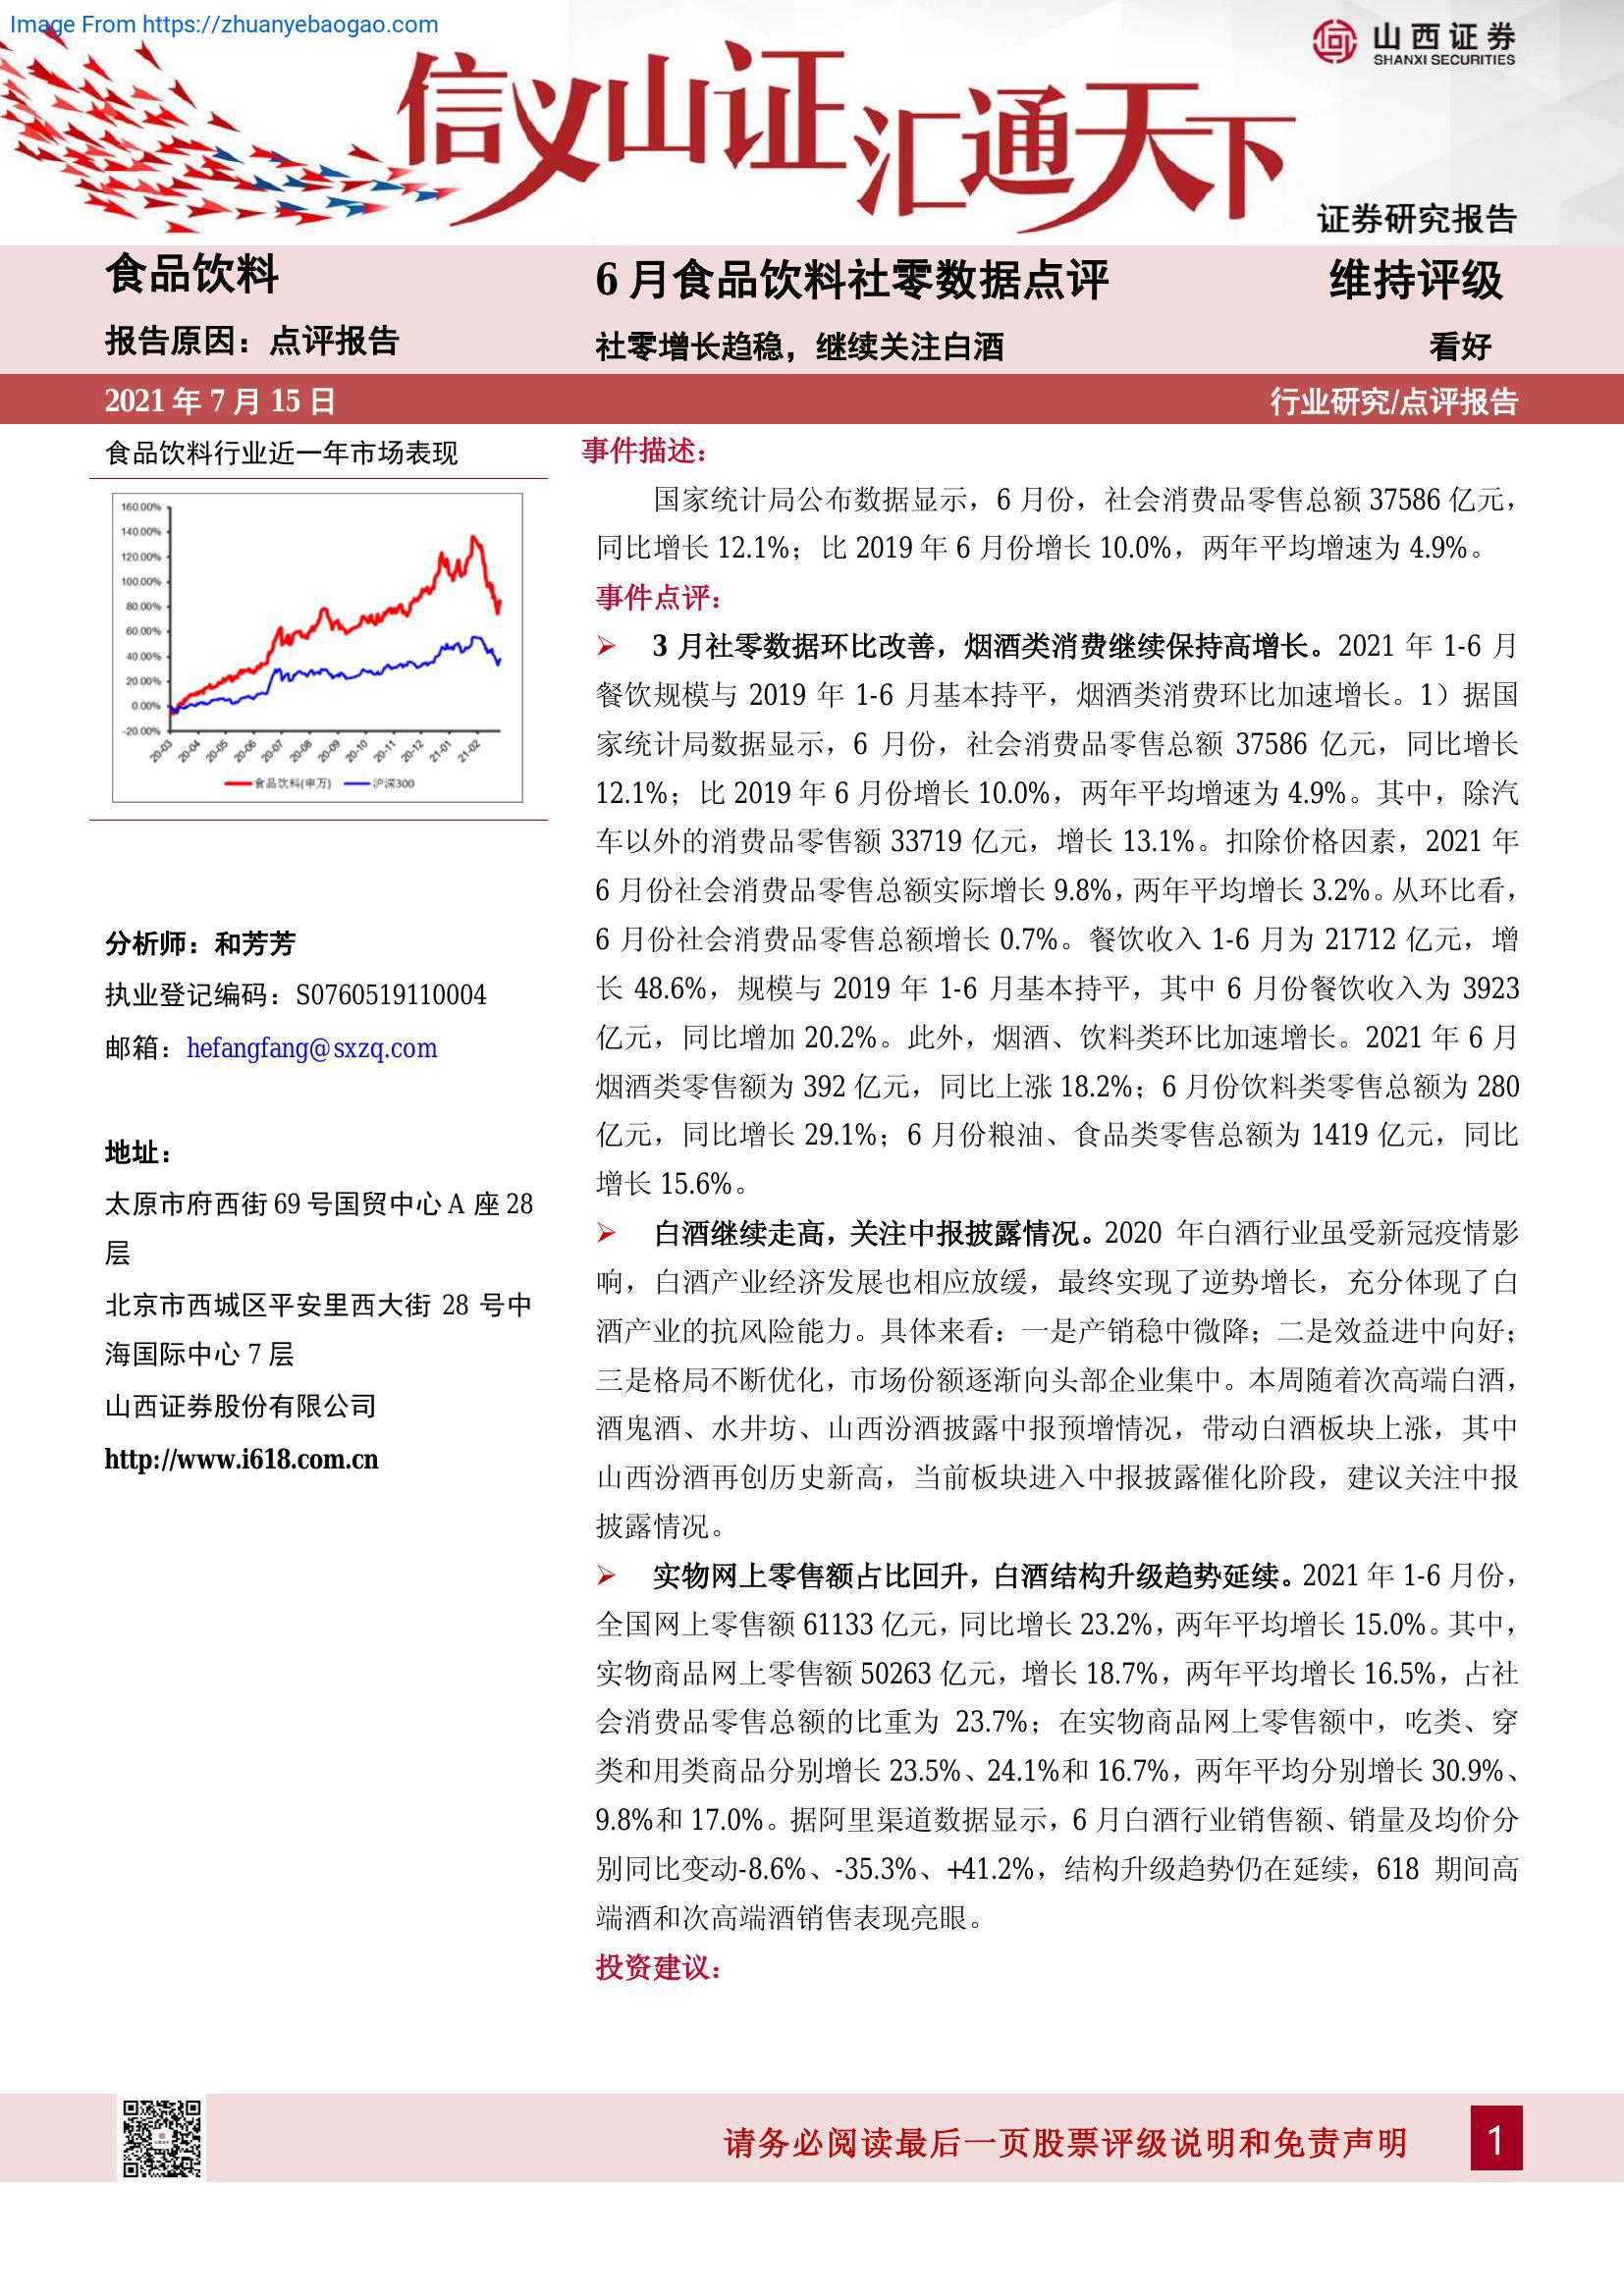 Image From https://zhuanyebaogao.com
山西证券
SHANXI SECURITIES
信义山证汇通天下
证券研究报告
食品饮料
报告原因：点评报告
6 月食品饮料社零数据点评
维持评级
社零增长趋稳，继续关注白酒
看好
2021 年 7 月 15 日
行业研究/点评报告
食品饮料行业近一年市场表现
160.00%
140.00%
120.00%
100.00%
80.00%
60.00%
40.00%
20.00%
0.00%
-20.00%
20-03 20-04 20-05 20-06 20-07 20-08 20-09 20-10 20-11 20-12 21-01 21-02
食品饮料(申万) 沪深300
分析师：和芳芳
执业登记编码：S0760519110004
邮箱：hefangfang@sxzq.com
地址：
太原市府西街 69 号国贸中心 A 座 28
层
北京市西城区平安里西大街 28 号中
海国际中心 7 层
山西证券股份有限公司
http://www.i618.com.cn
事件描述：
国家统计局公布数据显示，6 月份，社会消费品零售总额 37586 亿元，
同比增长 12.1%；比 2019 年 6 月份增长 10.0%，两年平均增速为 4.9%。
事件点评：
➢ 3 月社零数据环比改善，烟酒类消费继续保持高增长。2021 年 1-6 月
餐饮规模与 2019 年 1-6 月基本持平，烟酒类消费环比加速增长。1）据国
家统计局数据显示，6 月份，社会消费品零售总额 37586 亿元，同比增长
12.1%；比 2019 年 6 月份增长 10.0%，两年平均增速为 4.9%。其中，除汽
车以外的消费品零售额 33719 亿元，增长 13.1%。扣除价格因素，2021 年
6 月份社会消费品零售总额实际增长 9.8%，两年平均增长 3.2%。从环比看，
6 月份社会消费品零售总额增长 0.7%。餐饮收入 1-6 月为 21712 亿元，增
长 48.6%，规模与 2019 年 1-6 月基本持平，其中 6 月份餐饮收入为 3923
亿元，同比增加 20.2%。此外，烟酒、饮料类环比加速增长。2021 年 6 月
烟酒类零售额为 392 亿元，同比上涨 18.2%；6 月份饮料类零售总额为 280
亿元，同比增长 29.1%；6 月份粮油、食品类零售总额为 1419 亿元，同比
增长 15.6%。
➢ 白酒继续走高，关注中报披露情况。2020 年白酒行业虽受新冠疫情影
响，白酒产业经济发展也相应放缓，最终实现了逆势增长，充分体现了白
酒产业的抗风险能力。具体来看：一是产销稳中微降；二是效益进中向好；
三是格局不断优化，市场份额逐渐向头部企业集中。本周随着次高端白酒，
酒鬼酒、水井坊、山西汾酒披露中报预增情况，带动白酒板块上涨，其中
山西汾酒再创历史新高，当前板块进入中报披露催化阶段，建议关注中报
披露情况。
➢ 实物网上零售额占比回升，白酒结构升级趋势延续。2021 年 1-6 月份，
全国网上零售额 61133 亿元，同比增长 23.2%，两年平均增长 15.0%。其中，
实物商品网上零售额 50263 亿元，增长 18.7%，两年平均增长 16.5%，占社
会消费品零售总额的比重为 23.7%；在实物商品网上零售额中，吃类、穿
类和用类商品分别增长 23.5%、24.1%和 16.7%，两年平均分别增长 30.9%、
9.8%和 17.0%。据阿里渠道数据显示，6 月白酒行业销售额、销量及均价分
别同比变动-8.6%、-35.3%、+41.2%，结构升级趋势仍在延续，618 期间高
端酒和次高端酒销售表现亮眼。
投资建议：
请务必阅读最后一页股票评级说明和免责声明
1